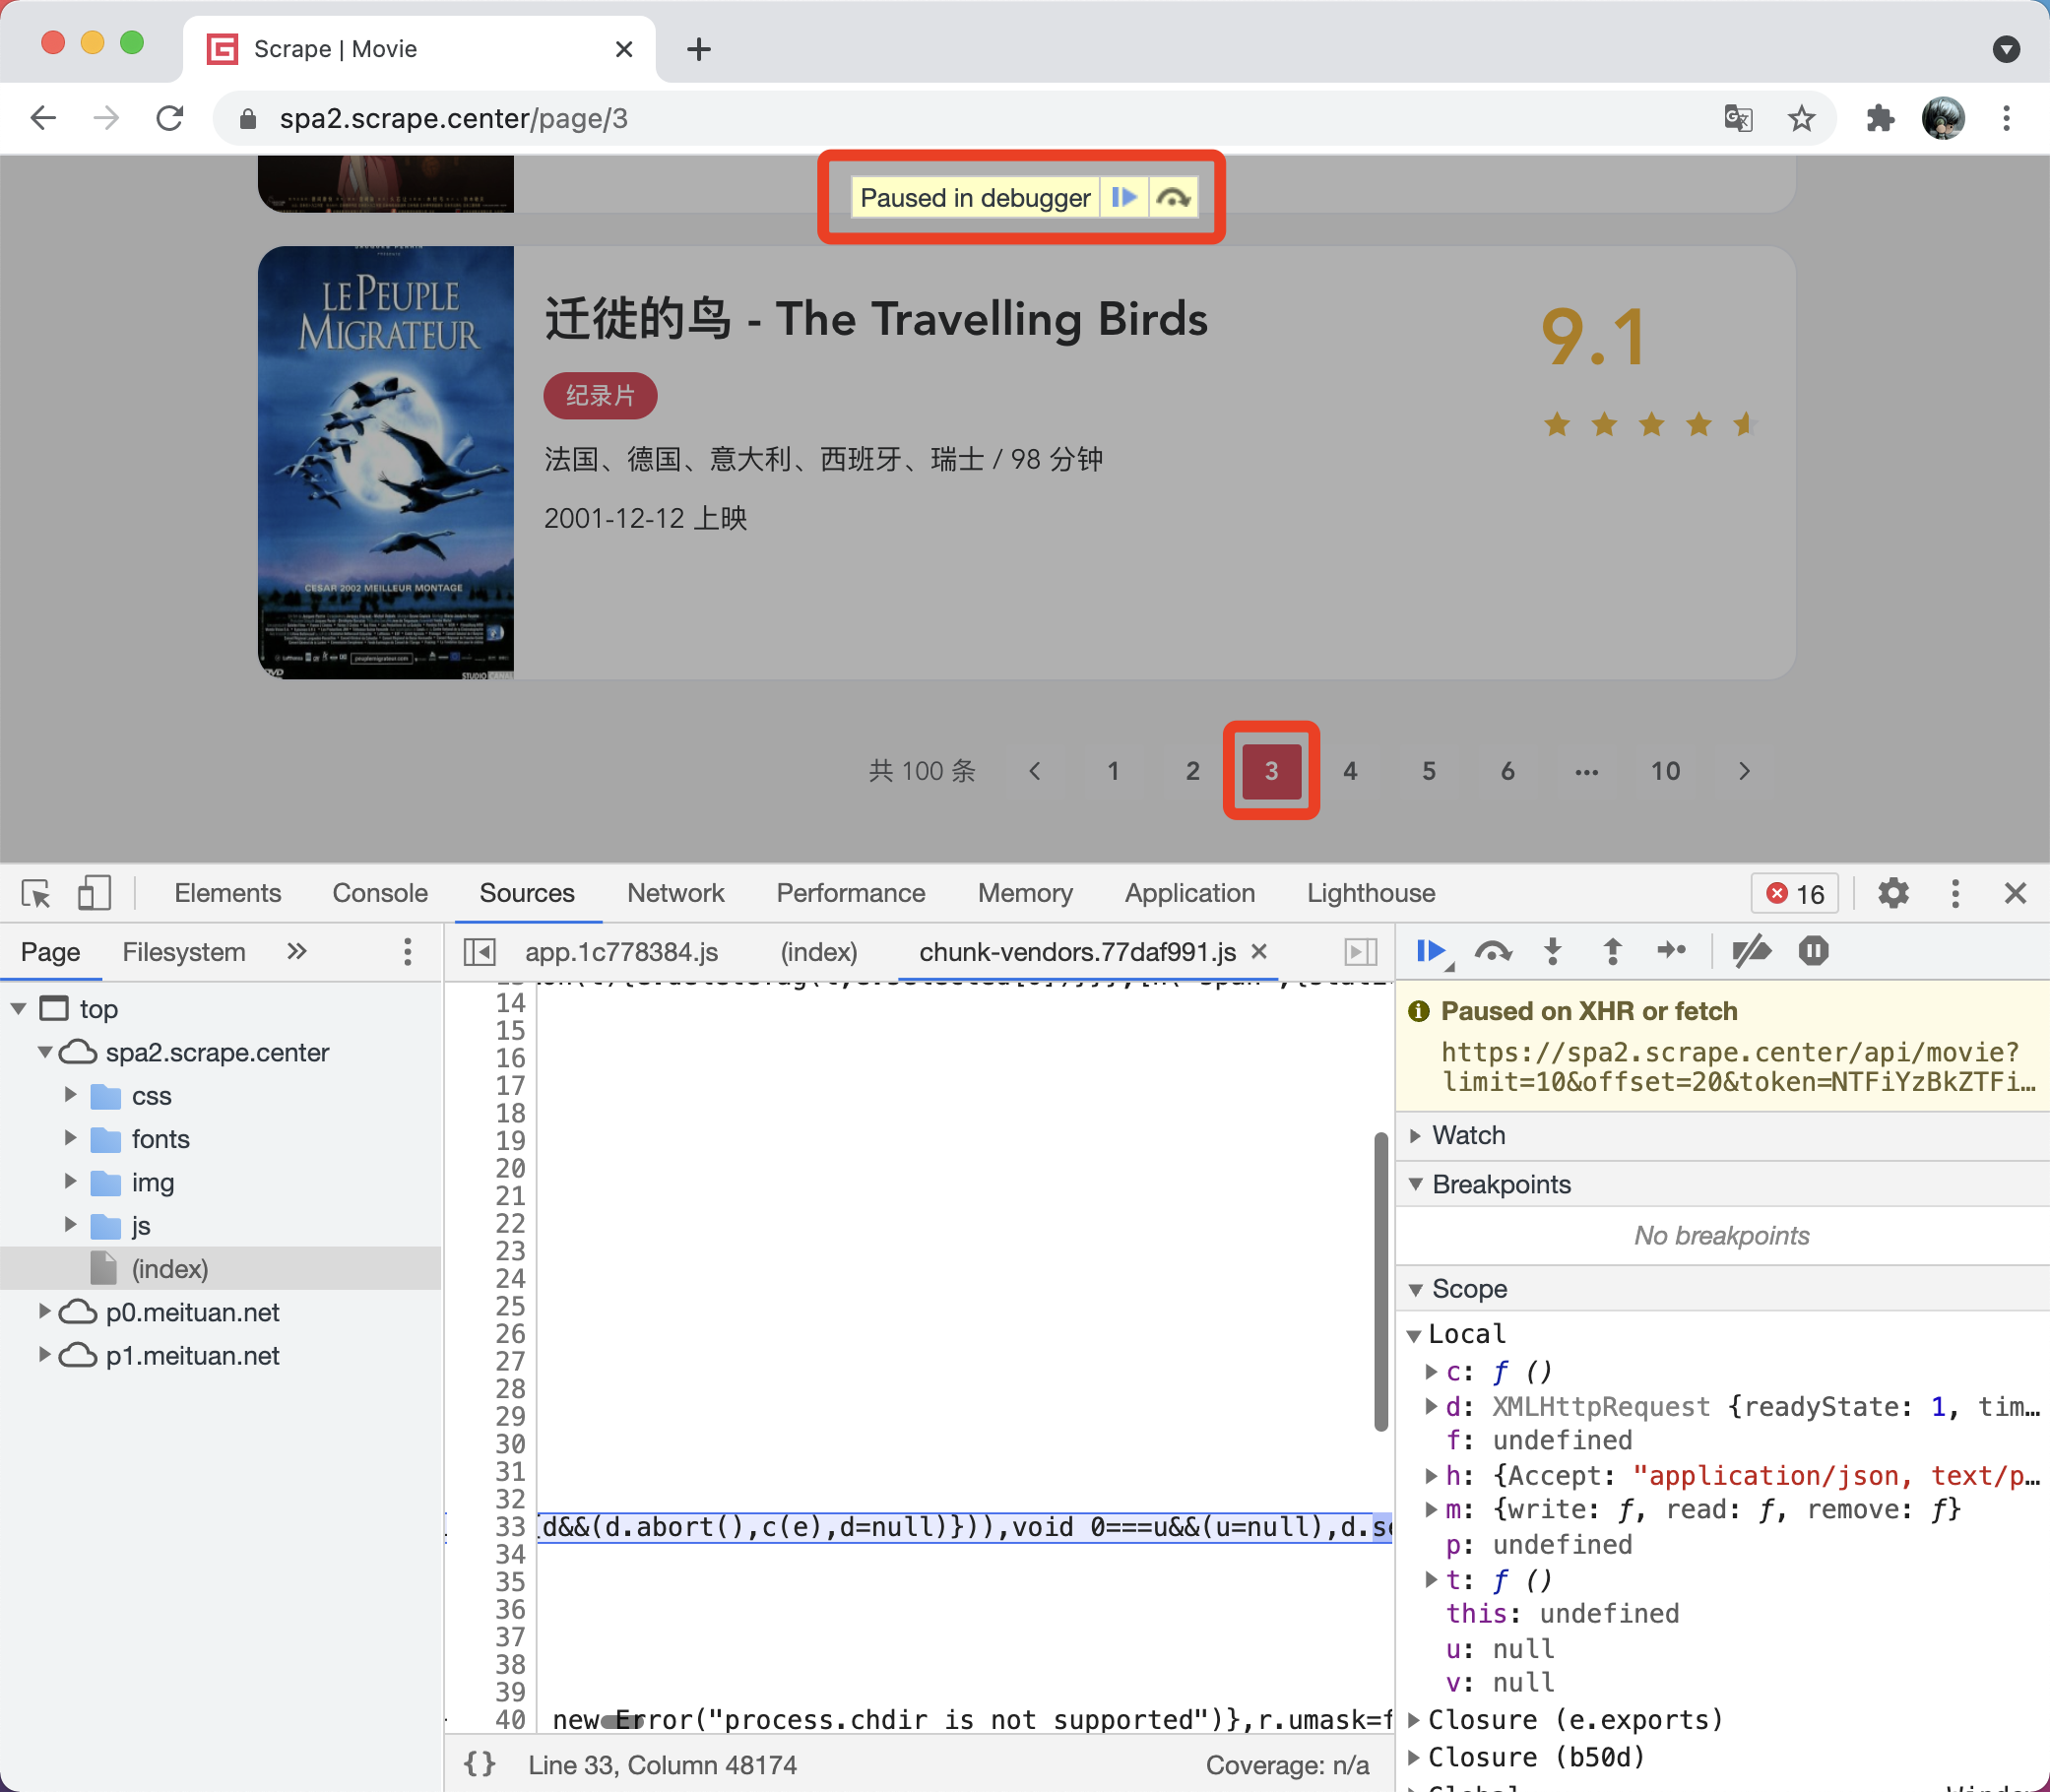 Scrape | Movie
spa2.scrape.center/page/3
Paused in debugger
LE PEUPLE
MIGRATEUR
CESAR 2002 MEILLEUR MONTAGE
迁徙的鸟 - The Travelling Birds
纪录片
法国、德国、意大利、西班牙、瑞士 / 98 分钟
2001-12-12 上映
9.1
共 100 条 1 2 3 4 5 6 ··· 10
Elements Console Sources Network Performance Memory Application Lighthouse 16
Page Filesystem
top
spa2.scrape.center
css
fonts
img
js
(index)
p0.meituan.net
p1.meituan.net
app.1c778384.js (index) chunk-vendors.77daf991.js
14
15
16
17
18
19
20
21
22
23
24
25
26
27
28
29
30
31
32
33 d&&(d.abort(),c(e),d=null)})),void 0===u&&(u=null),d.se
34
35
36
37
38
39
40 new Error("process.chdir is not supported")},r.umask=f
{} Line 33, Column 48174 Coverage: n/a
Paused on XHR or fetch
https://spa2.scrape.center/api/movie?
limit=10&offset=20&token=NTFiYzBkZTFi…
Watch
Breakpoints
No breakpoints
Scope
Local
c: ƒ ()
d: XMLHttpRequest {readyState: 1, tim…
f: undefined
h: {Accept: "application/json, text/p…
m: {write: ƒ, read: ƒ, remove: ƒ}
p: undefined
t: ƒ ()
this: undefined
u: null
v: null
Closure (e.exports)
Closure (b50d)
Global Window